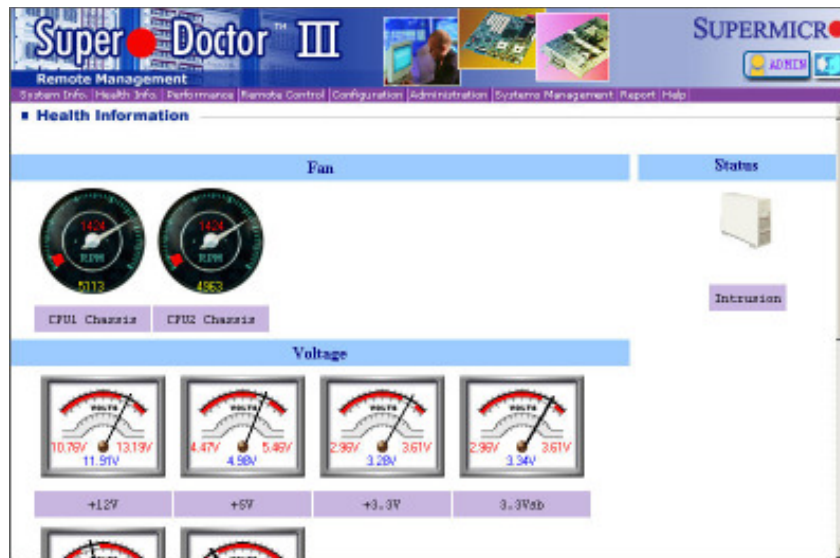 Super Doctor ™ III
SUPERMICR
Remote Management
ADMIN
System Info. | Health Info. | Performance | Remote Control | Configuration | Administration | Systems Management | Report | Help
Health Information
Fan
Status
1424
1424
RPM
RPM
5113
4963
CPU1 Chassis
CPU2 Chassis
Intrusion
Voltage
VOLTS
VOLTS
VOLTS
VOLTS
10.76V 13.19V
4.47V 5.46V
2.96V 3.61V
2.96V 3.61V
11.91V
4.98V
3.28V
3.34V
+12V
+5V
+3.3V
3.3Vsb